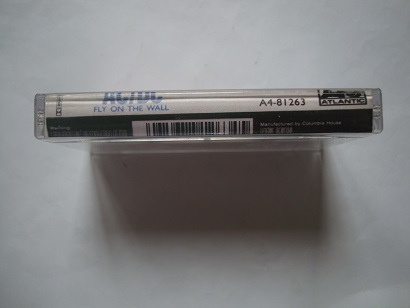 AC/DC
FLY ON THE WALL
A4-81263
ATLANTIC
Manufactured by Columbia House